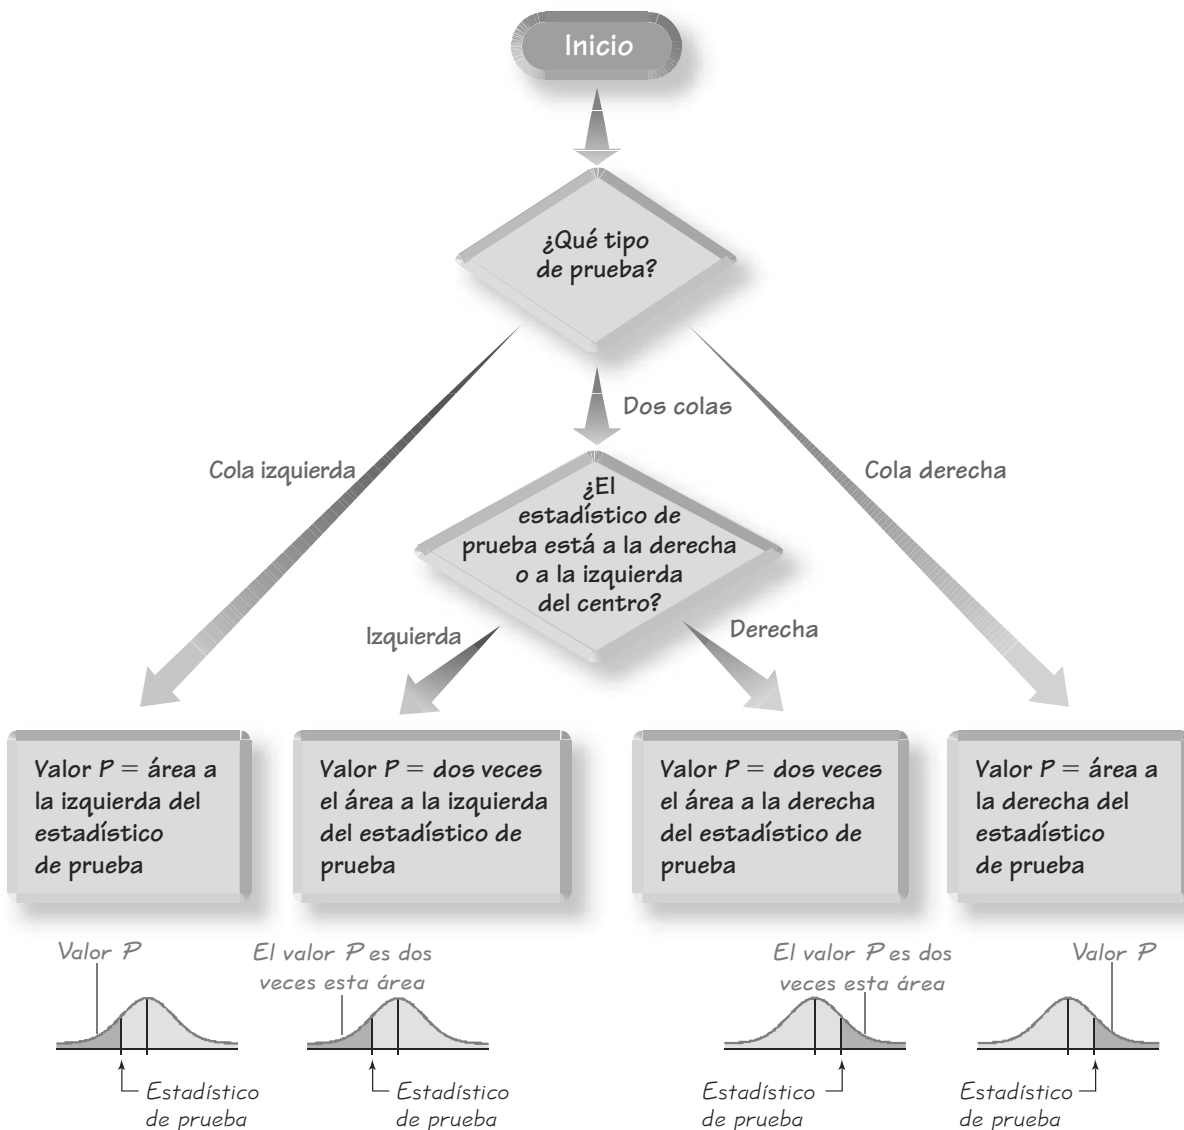 Inicio
¿Qué tipo
de prueba?
Dos colas
Cola izquierda
Cola derecha
¿El
estadístico de
prueba está a la derecha
o a la izquierda
del centro?
Izquierda
Derecha
Valor P = área a
la izquierda del
estadístico
de prueba
Valor P = dos veces
el área a la izquierda
del estadístico de
prueba
Valor P = dos veces
el área a la derecha
del estadístico de
prueba
Valor P = área a
la derecha del
estadístico
de prueba
Valor P
El valor P es dos
veces esta área
El valor P es dos
veces esta área
Valor P
Estadístico
de prueba
Estadístico
de prueba
Estadístico
de prueba
Estadístico
de prueba